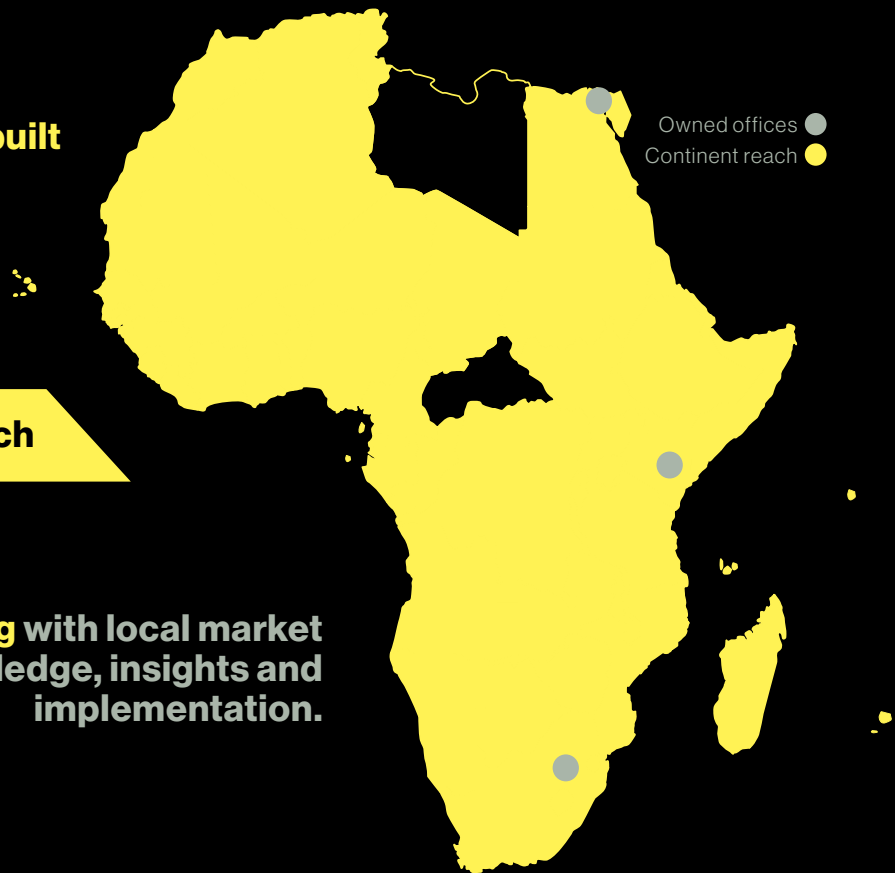 uilt
Owned offices
Continent reach
ch
g with local market
ledge, insights and
implementation.